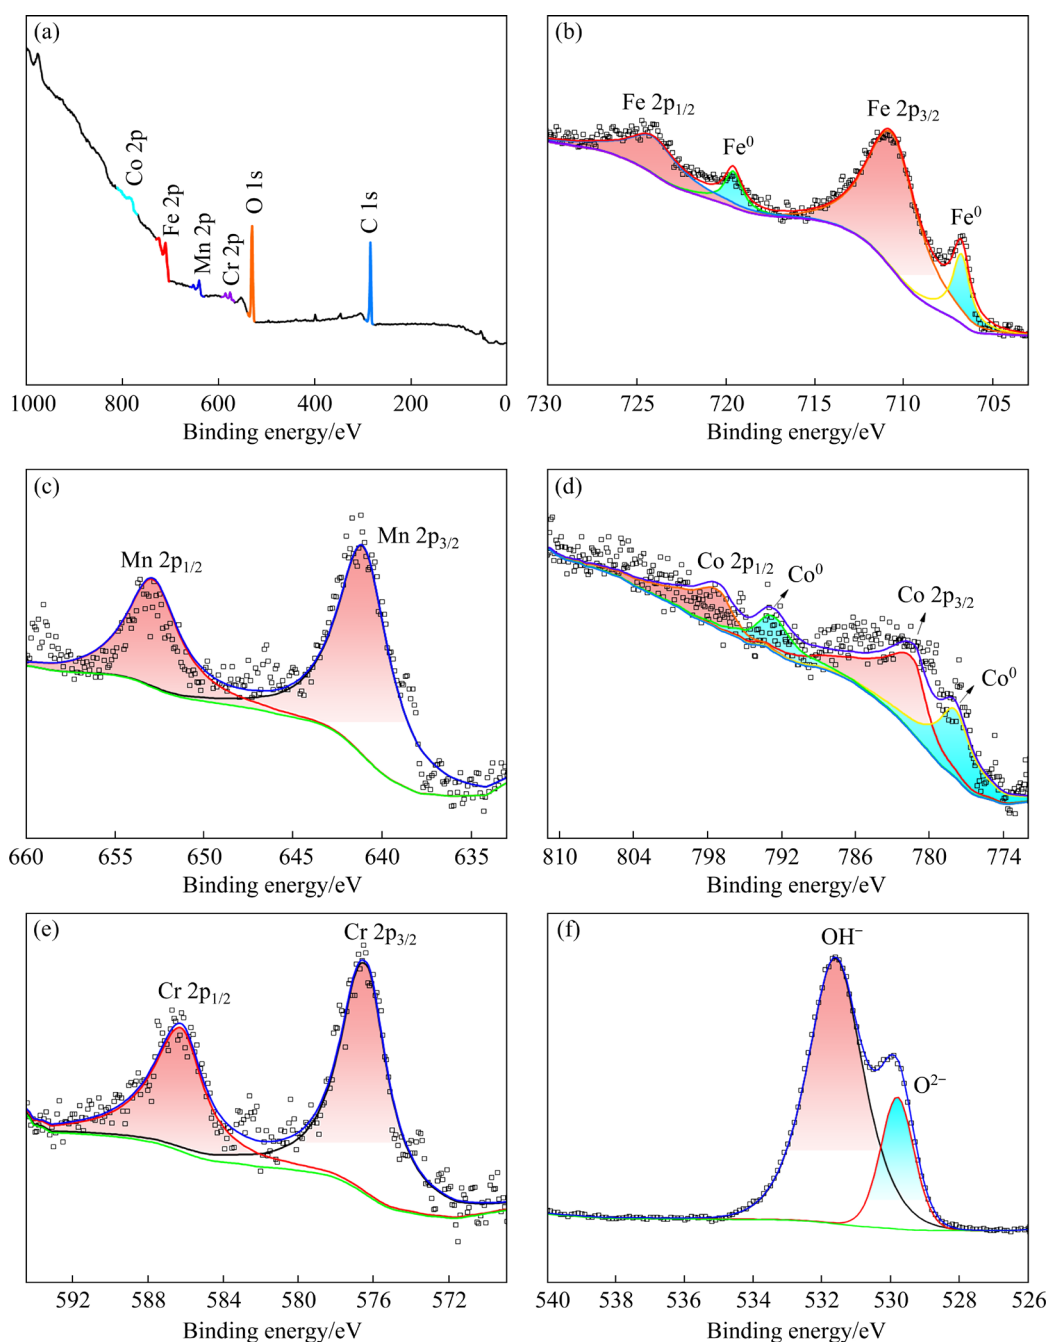 (a)
Co 2p
Fe 2p
Mn 2p
Cr 2p
O 1s
C 1s
1000 800 600 400 200 0
Binding energy/eV
(b)
Fe 2p1/2
Fe⁰
Fe 2p3/2
Fe⁰
730 725 720 715 710 705
Binding energy/eV
(c)
Mn 2p1/2
Mn 2p3/2
660 655 650 645 640 635
Binding energy/eV
(d)
Co 2p1/2
Co⁰
Co 2p3/2
Co⁰
810 804 798 792 786 780 774
Binding energy/eV
(e)
Cr 2p1/2
Cr 2p3/2
592 588 584 580 576 572
Binding energy/eV
(f)
OH⁻
O²⁻
540 538 536 534 532 530 528 526
Binding energy/eV